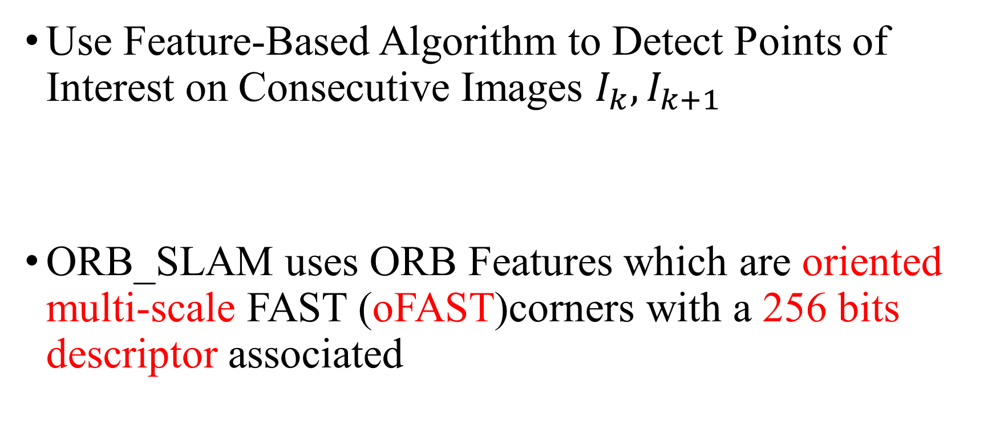 • Use Feature-Based Algorithm to Detect Points of
Interest on Consecutive Images $I_k, I_{k+1}$
• ORB_SLAM uses ORB Features which are oriented
multi-scale FAST (oFAST)corners with a 256 bits
descriptor associated